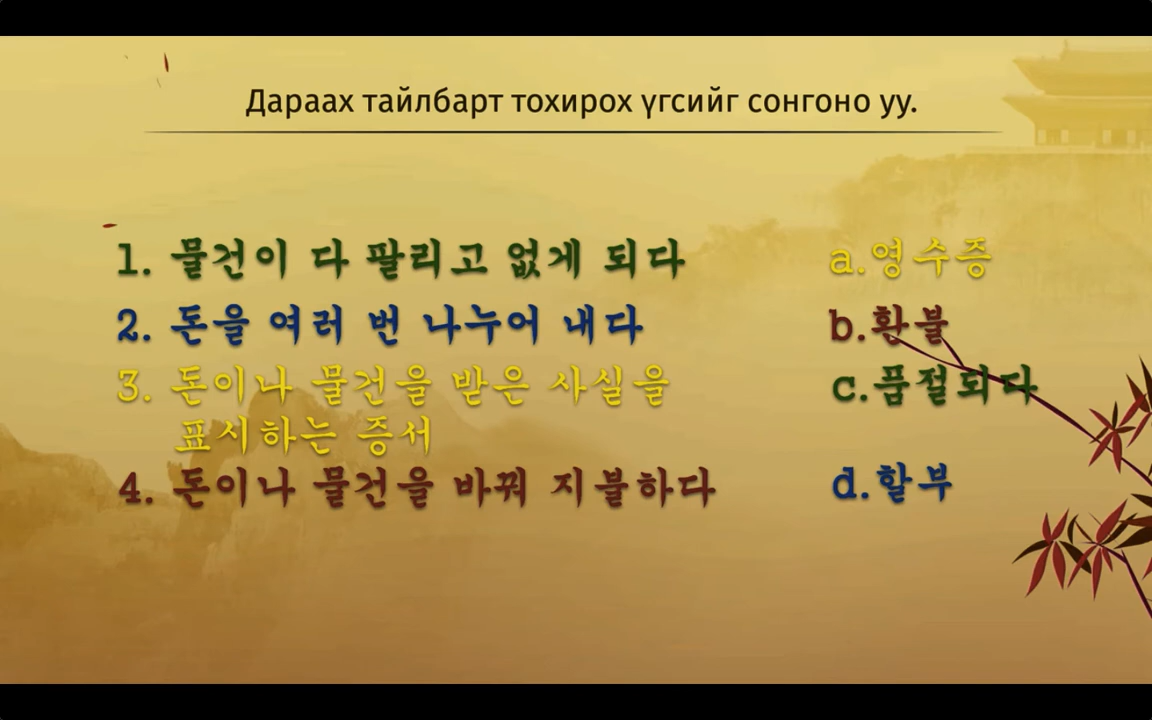 Дараах тайлбарт тохирох үгсийг сонгоно уу.
1. 물건이 다 팔리고 없게 되다
a.영수증
2. 돈을 여러 번 나누어 내다
b.환불
3. 돈이나 물건을 받은 사실을
표시하는 증서
c.품절되다
4. 돈이나 물건을 바꿔 지불하다
d.할부